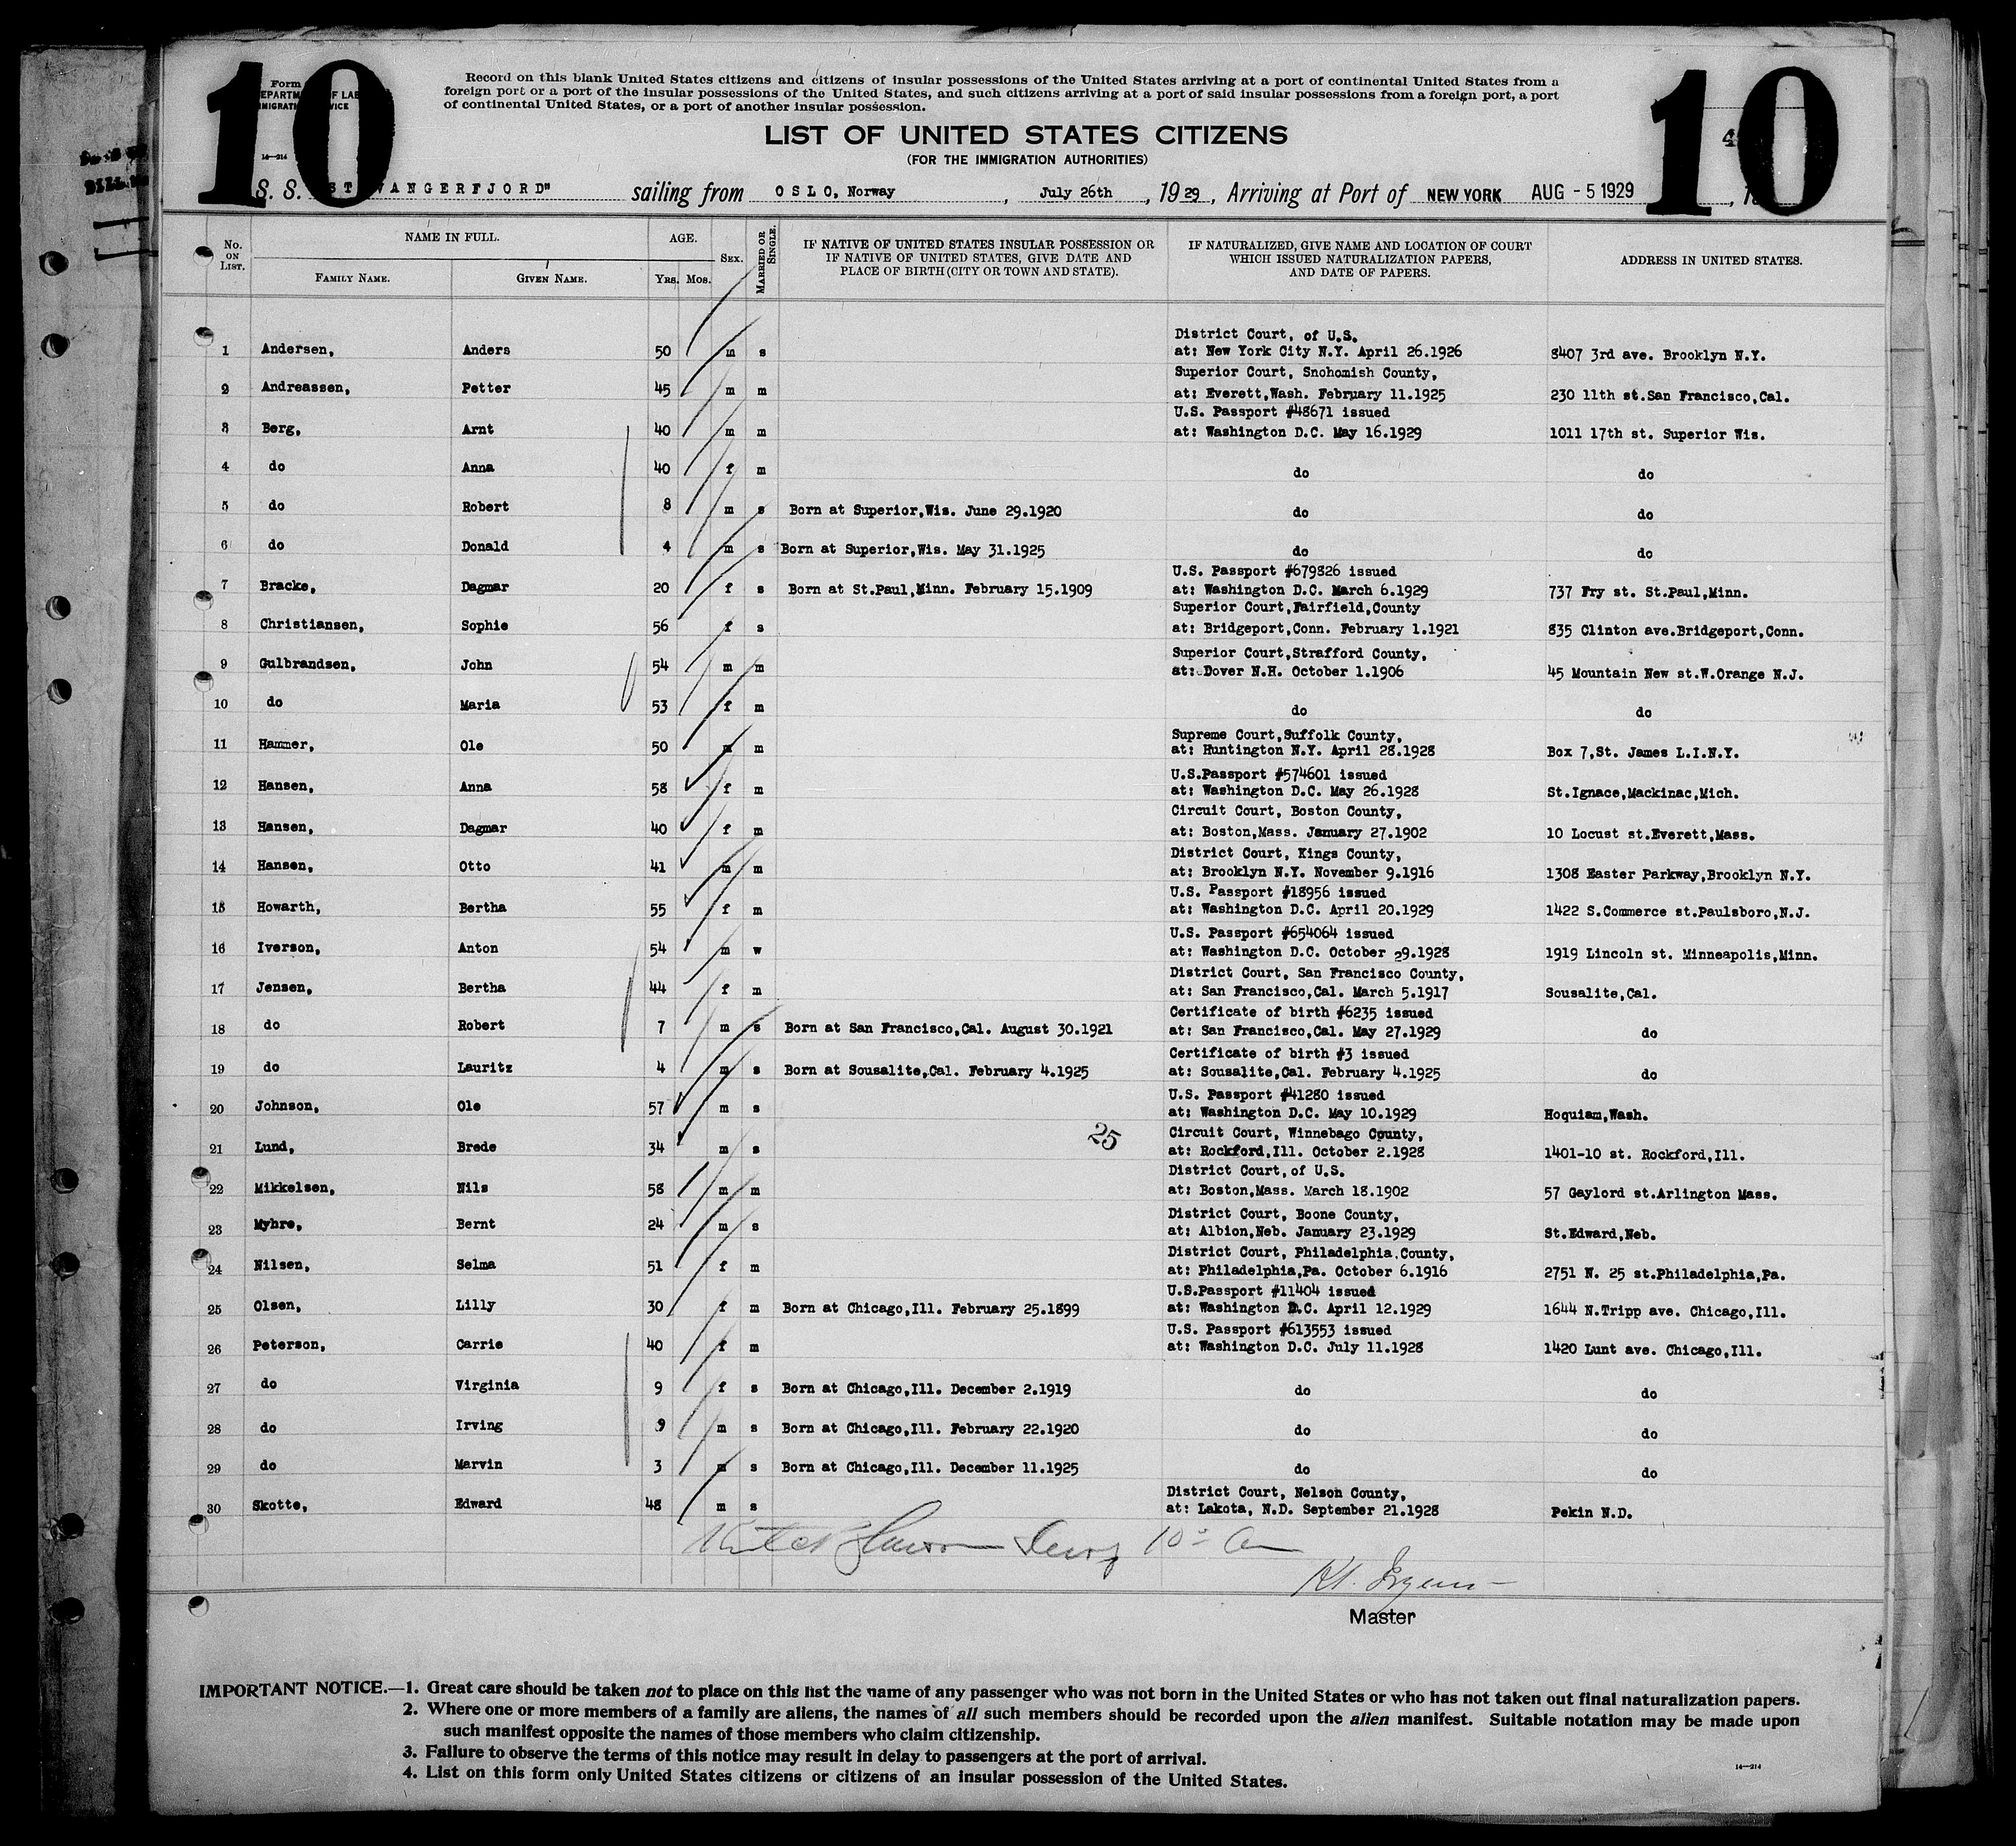 10
10
Form
DEPARTM OF LAB
IMMIGRATI VICE
14—214
4
Record on this blank United States citizens and citizens of insular possessions of the United States arriving at a port of continental United States from a
foreign port or a port of the insular possessions of the United States, and such citizens arriving at a port of said insular possessions from a foreign port, a port
of continental United States, or a port of another insular possession.
LIST OF UNITED STATES CITIZENS
(FOR THE IMMIGRATION AUTHORITIES)
S. S. ST VANGERFJORD" sailing from OSLO, Norway, July 26th, 1929, Arriving at Port of NEW YORK AUG - 5 1929, 1
No. ON LIST. NAME IN FULL. FAMILY NAME. GIVEN NAME. AGE. YRS. MOS. SEX. MARRIED OR SINGLE. IF NATIVE OF UNITED STATES INSULAR POSSESSION OR IF NATIVE OF UNITED STATES, GIVE DATE AND PLACE OF BIRTH (CITY OR TOWN AND STATE). IF NATURALIZED, GIVE NAME AND LOCATION OF COURT WHICH ISSUED NATURALIZATION PAPERS, AND DATE OF PAPERS. ADDRESS IN UNITED STATES.
District Court, of U.S.
1 Andersen, Anders 50 m s at: New York City N.Y. April 26.1926 8407 3rd ave. Brooklyn N.Y.
Superior Court, Snohomish County,
2 Andreassen, Petter 45 m m at: Everett,Wash. February 11.1925 230 11th st.San Francisco,Cal.
U.S. Passport #48671 issued
3 Berg, Arnt 40 m m at: Washington D.C. May 16.1929 1011 17th st. Superior Wis.
4 do Anna 40 f m do do
5 do Robert 8 m s Born at Superior,Wis. June 29.1920 do do
6 do Donald 4 m s Born at Superior,Wis. May 31.1925 do do
U.S. Passport #679826 issued
7 Bracke, Dagmar 20 f s Born at St.Paul,Minn. February 15.1909 at: Washington D.C. March 6.1929 737 Fry st. St.Paul,Minn.
Superior Court,Fairfield,County
8 Christiansen, Sophie 56 f s at: Bridgeport,Conn. February 1.1921 835 Clinton ave.Bridgeport,Conn.
Superior Court,Strafford County,
9 Gulbrandsen, John 54 m m at: Dover N.H. October 1.1906 45 Mountain New st.W.Orange N.J.
10 do Maria 53 f m do do
Supreme Court,Suffolk County,
11 Hammer, Ole 50 m m at: Huntington N.Y. April 28.1928 Box 7,St. James L.I.N.Y.
U.S.Passport #574601 issued
12 Hansen, Anna 58 f m at: Washington D.C. May 26.1928 St.Ignace,Mackinac,Mich.
Circuit Court, Boston County,
13 Hansen, Dagmar 40 f m at: Boston,Mass. January 27.1902 10 Locust st.Everett,Mass.
District Court, Kings County,
14 Hansen, Otto 41 m m at: Brooklyn N.Y. November 9.1916 1308 Easter Parkway,Brooklyn N.Y.
U.S. Passport #18956 issued
15 Howarth, Bertha 55 f m at: Washington D.C. April 20.1929 1422 S.Commerce st.Paulsboro,N.J.
U.S. Passport #654064 issued
16 Iverson, Anton 54 m w at: Washington D.C. October 29.1928 1919 Lincoln st. Minneapolis,Minn.
District Court, San Francisco County,
17 Jensen, Bertha 44 f m at: San Francisco,Cal. March 5.1917 Sousalite,Cal.
Certificate of birth #6235 issued
18 do Robert 7 m s Born at San Francisco,Cal. August 30.1921 at: San Francisco,Cal. May 27.1929 do
Certificate of birth #3 issued
19 do Lauritz 4 m s Born at Sousalite,Cal. February 4.1925 at: Sousalite,Cal. February 4.1925 do
U.S. Passport #41280 issued
20 Johnson, Ole 57 m s at: Washington D.C. May 10.1929 Hoquiam,Wash.
25
Circuit Court, Winnebago County,
21 Lund, Brede 34 m s at: Rockford,Ill. October 2.1928 1401-10 st. Rockford,Ill.
District Court, of U.S.
22 Mikkelsen, Nils 58 m m at: Boston,Mass. March 18.1902 57 Gaylord st.Arlington Mass.
District Court, Boone County,
23 Myhre, Bernt 24 m s at: Albion,Neb. January 23.1929 St.Edward,Neb.
District Court, Philadelphia County,
24 Nilsen, Selma 51 f m at: Philadelphia,Pa. October 6.1916 2751 N. 25 st.Philadelphia,Pa.
U.S.Passport #11404 issued
25 Olsen, Lilly 30 f m Born at Chicago,Ill. February 25.1899 at: Washington D.C. April 12.1929 1644 N.Tripp ave. Chicago,Ill.
U.S. Passport #613553 issued
26 Peterson, Carrie 40 f m at: Washington D.C. July 11.1928 1420 Lunt ave. Chicago,Ill.
27 do Virginia 9 f s Born at Chicago,Ill. December 2.1919 do do
28 do Irving 9 m s Born at Chicago,Ill. February 22.1920 do do
29 do Marvin 3 m s Born at Chicago,Ill. December 11.1925 do do
District Court, Nelson County,
30 Skotte, Edward 48 m s at: Lakota, N.D. September 21.1928 Pekin N.D.
Master
IMPORTANT NOTICE.—1. Great care should be taken not to place on this list the name of any passenger who was not born in the United States or who has not taken out final naturalization papers.
2. Where one or more members of a family are aliens, the names of all such members should be recorded upon the alien manifest. Suitable notation may be made upon
such manifest opposite the names of those members who claim citizenship.
3. Failure to observe the terms of this notice may result in delay to passengers at the port of arrival.
4. List on this form only United States citizens or citizens of an insular possession of the United States.
14—214